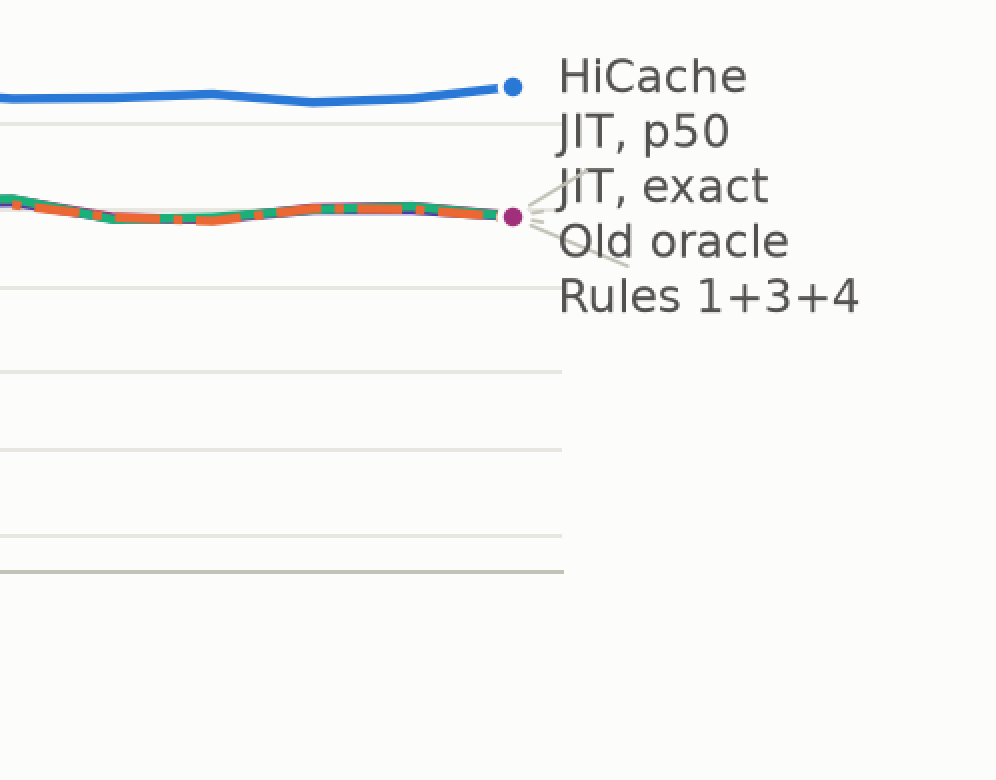 HiCache
JIT, p50
JIT, exact
Old oracle
Rules 1+3+4